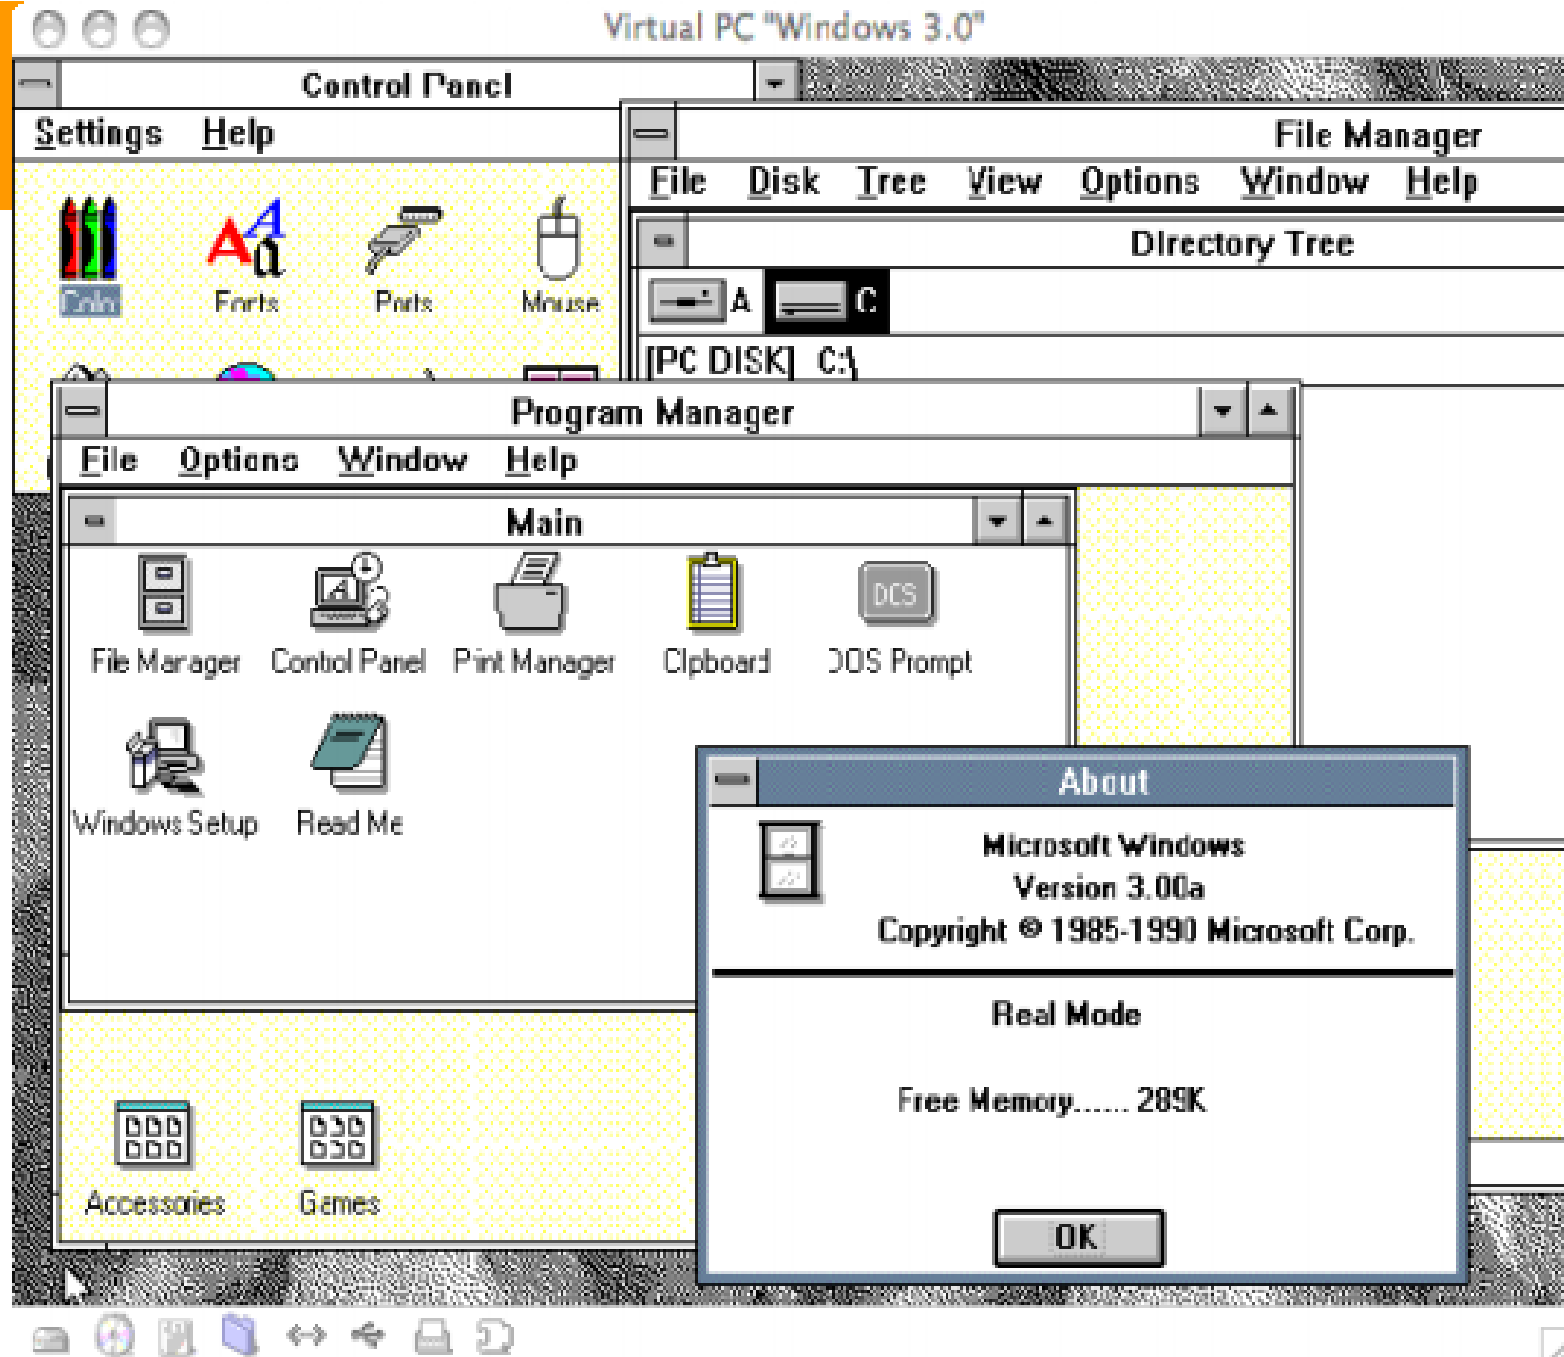 Virtual PC "Windows 3.0"
Control Panel
Settings Help
Color Fonts Ports Mouse
File Manager
File Disk Tree View Options Window Help
Directory Tree
A C
[PC DISK] C:\
Program Manager
File Options Window Help
Main
DOS
File Manager Control Panel Print Manager Clipboard DOS Prompt
Windows Setup Read Me
Accessories Games
About
Microsoft Windows
Version 3.00a
Copyright © 1985-1990 Microsoft Corp.
Real Mode
Free Memory...... 289K
OK